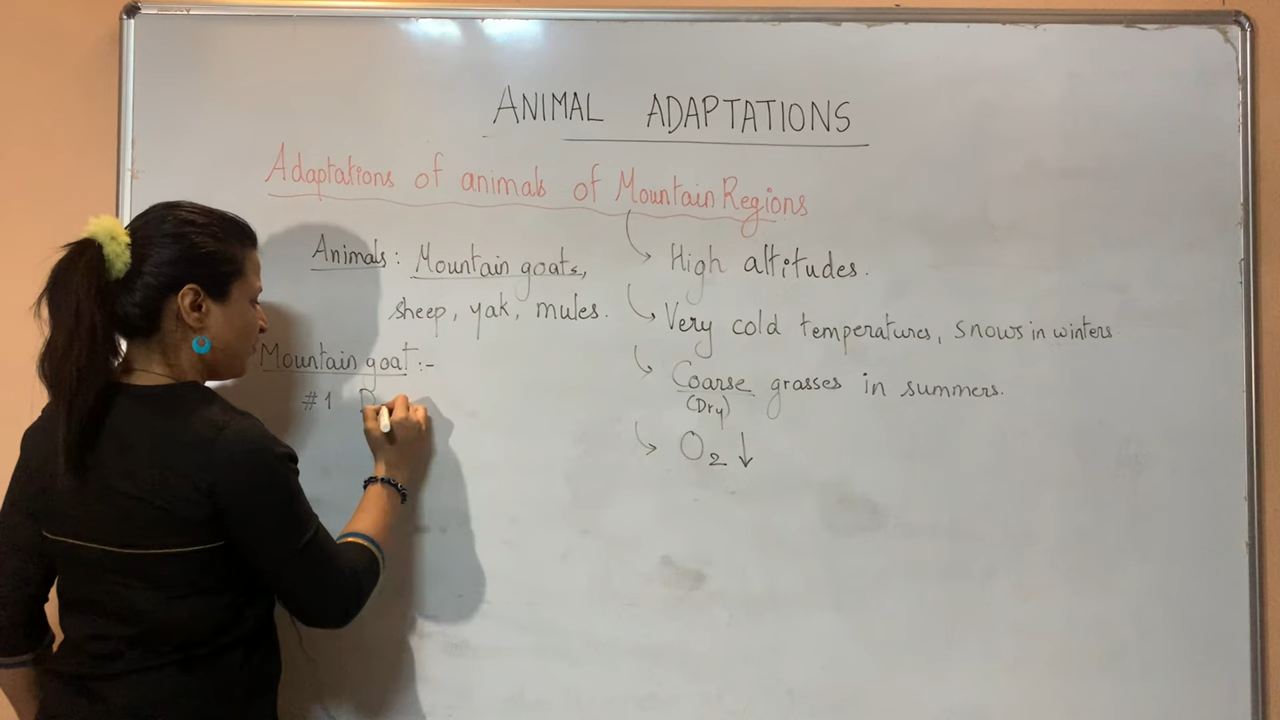 ANIMAL ADAPTATIONS
Adaptations of animals of Mountain Regions
Animals: Mountain goats,
sheep, yak, mules.
High altitudes.
Very cold temperatures, snows in winters
Coarse grasses in summers.
(Dry)
O₂ ↓
Mountain goat :-
#1